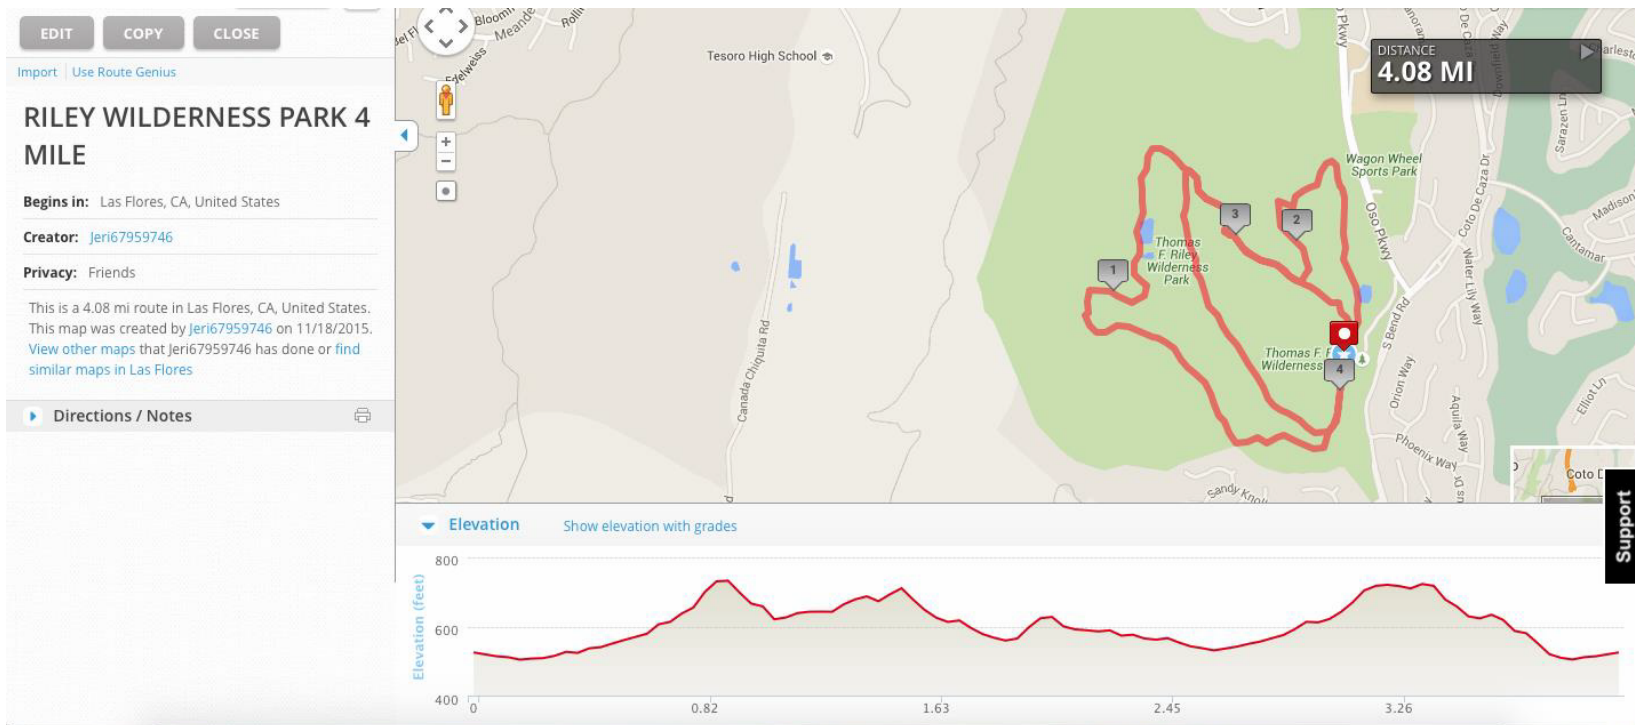 EDIT COPY CLOSE
Import Use Route Genius
RILEY WILDERNESS PARK 4
MILE
Begins in: Las Flores, CA, United States
Creator: Jeri67959746
Privacy: Friends
This is a 4.08 mi route in Las Flores, CA, United States.
This map was created by Jeri67959746 on 11/18/2015.
View other maps that Jeri67959746 has done or find
similar maps in Las Flores
Directions / Notes
Edelweiss
Tesoro High School
Canada Chiquita Rd
DISTANCE
4.08 MI
Wagon Wheel
Sports Park
Oso Pkwy
Coto De Caza Dr
Sarazen Ln
Madison
Cantamar
Water Lily Way
S Bend Rd
Orion Way
Aquila Way
Phoenix Way
Elliot Ln
Thomas
F. Riley
Wilderness
Park
Thomas F.
Wilderness
1
2
3
4
+
−
Support
Elevation
Show elevation with grades
Elevation (feet)
800
600
400
0 0.82 1.63 2.45 3.26